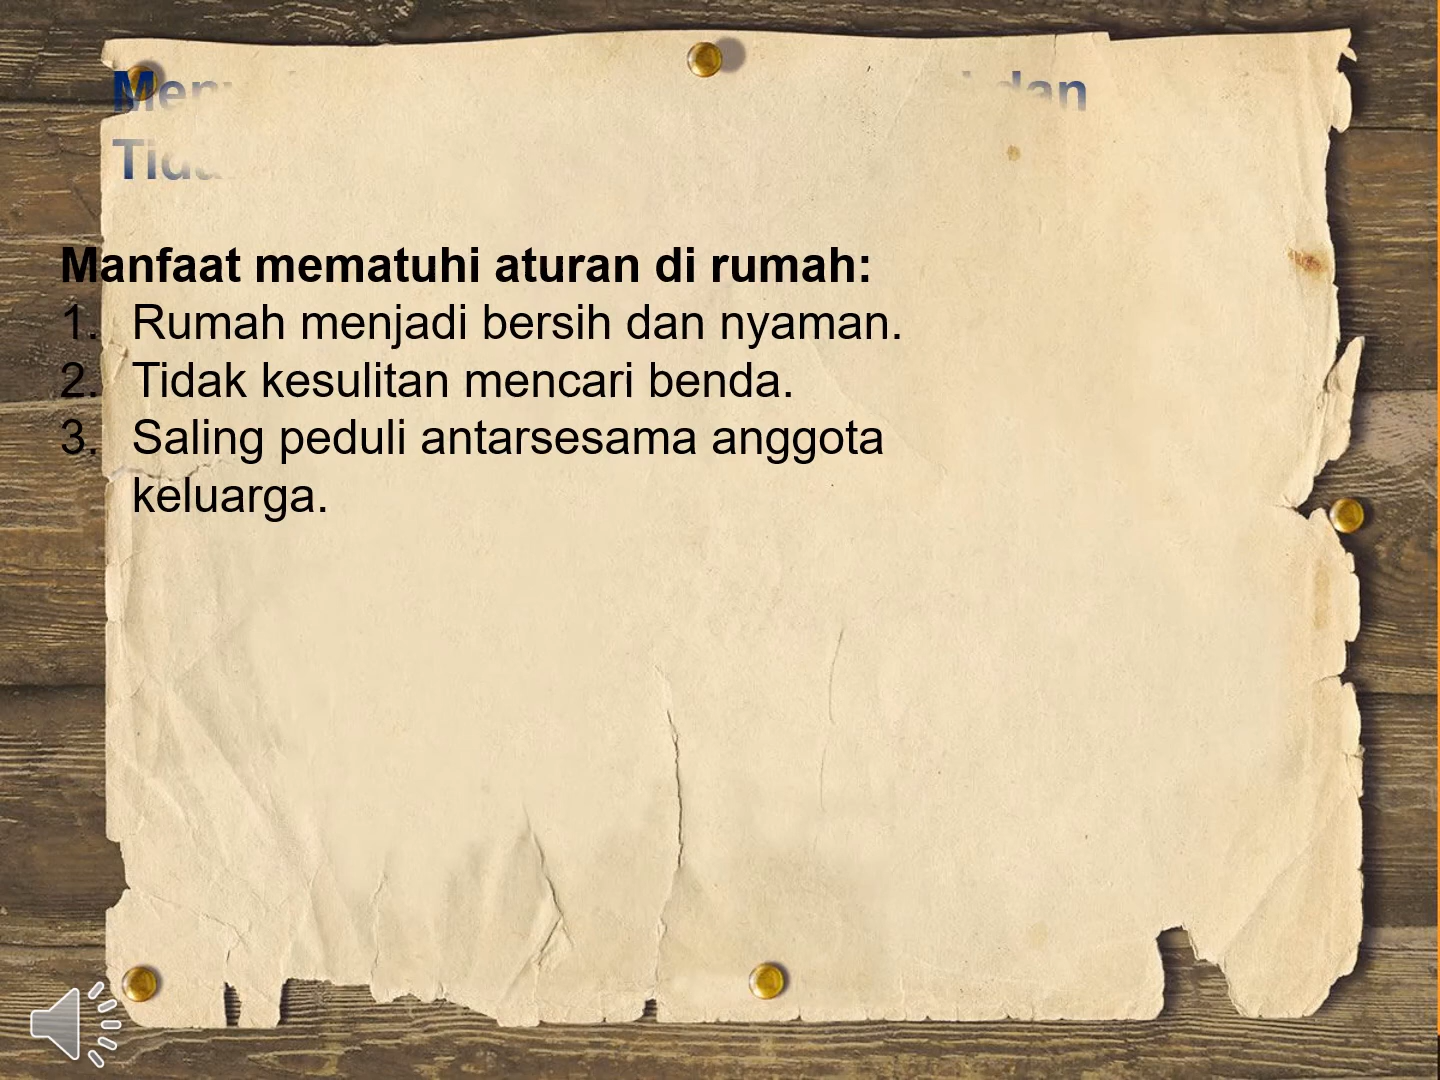 dan
Manfaat mematuhi aturan di rumah:
1. Rumah menjadi bersih dan nyaman.
2. Tidak kesulitan mencari benda.
3. Saling peduli antarsesama anggota
keluarga.